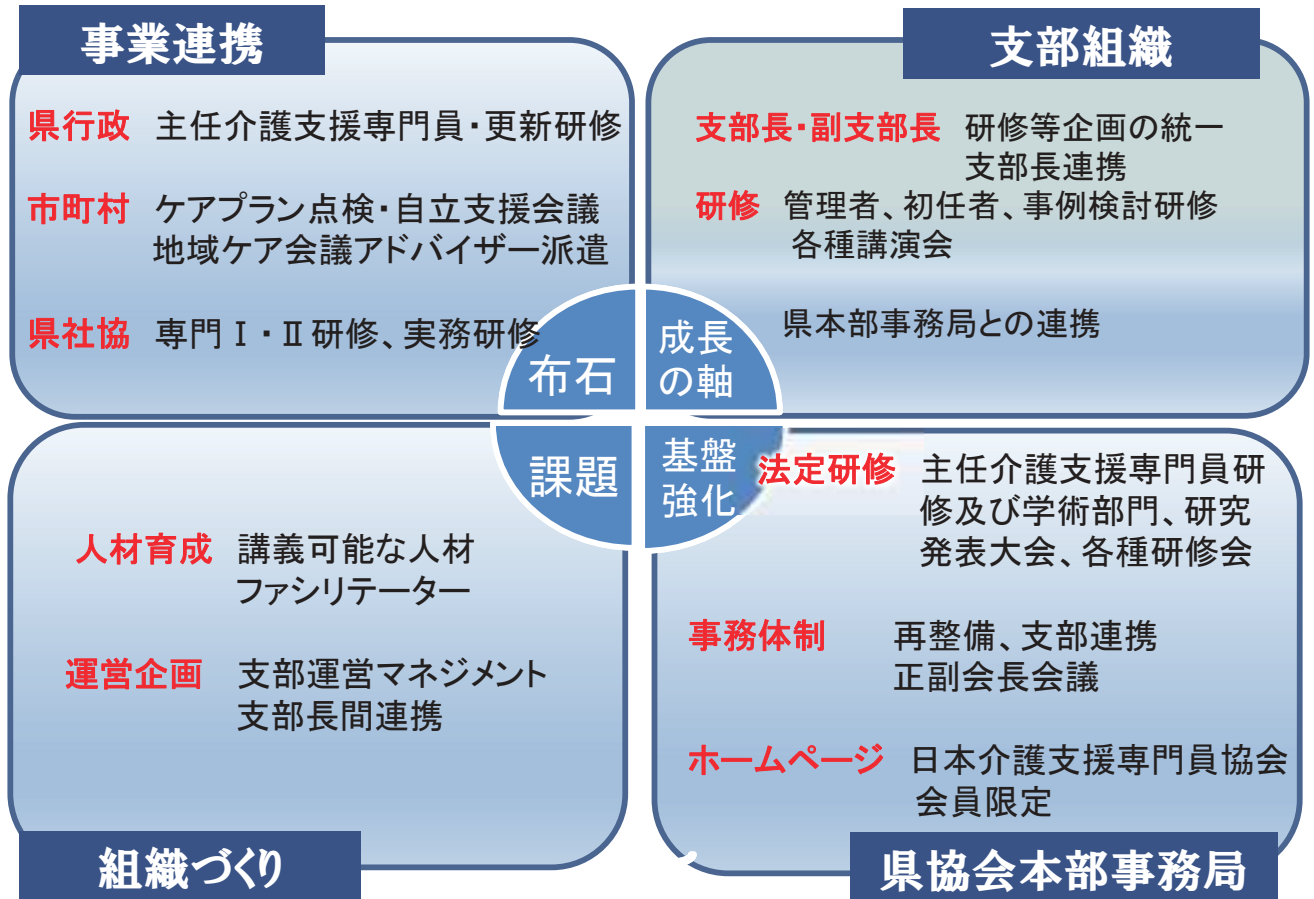 事業連携
県行政 主任介護支援専門員・更新研修
市町村 ケアプラン点検・自立支援会議
地域ケア会議アドバイザー派遣
県社協 専門Ⅰ・Ⅱ研修、実務研修
布石
支部組織
支部長・副支部長 研修等企画の統一
支部長連携
研修 管理者、初任者、事例検討研修
各種講演会
県本部事務局との連携
成長
の軸
課題
人材育成 講義可能な人材
ファシリテーター
運営企画 支部運営マネジメント
支部長間連携
組織づくり
基盤
強化
法定研修 主任介護支援専門員研
修及び学術部門、研究
発表大会、各種研修会
事務体制 再整備、支部連携
正副会長会議
ホームページ 日本介護支援専門員協会
会員限定
県協会本部事務局